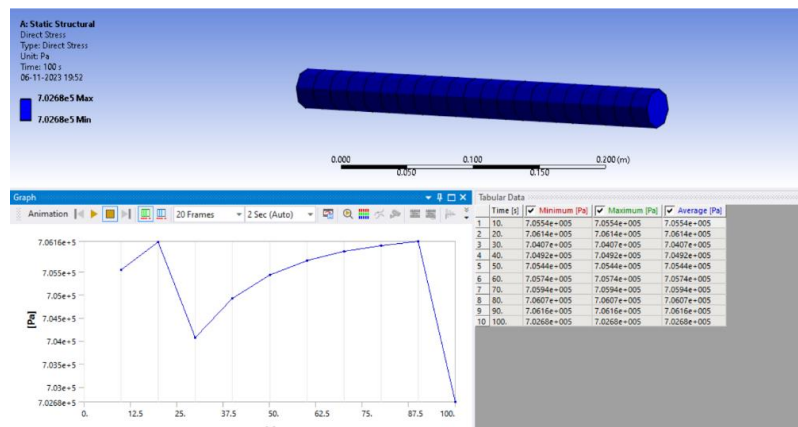 A: Static Structural
Direct Stress
Type: Direct Stress
Unit: Pa
Time: 100 s
06-11-2023 19:52
7.0268e5 Max
7.0268e5 Min
0.000 0.100 0.200 (m)
0.050 0.150
Graph
Animation 20 Frames 2 Sec (Auto)
7.0616e+5
7.055e+5
7.05e+5
7.045e+5
7.04e+5
7.035e+5
7.03e+5
7.0268e+5
[Pa]
0. 12.5 25. 37.5 50. 62.5 75. 87.5 100.
Tabular Data
Time [s] Minimum [Pa] Maximum [Pa] Average [Pa]
1 10. 7.0554e+005 7.0554e+005 7.0554e+005
2 20. 7.0614e+005 7.0614e+005 7.0614e+005
3 30. 7.0407e+005 7.0407e+005 7.0407e+005
4 40. 7.0492e+005 7.0492e+005 7.0492e+005
5 50. 7.0544e+005 7.0544e+005 7.0544e+005
6 60. 7.0574e+005 7.0574e+005 7.0574e+005
7 70. 7.0594e+005 7.0594e+005 7.0594e+005
8 80. 7.0607e+005 7.0607e+005 7.0607e+005
9 90. 7.0616e+005 7.0616e+005 7.0616e+005
10 100. 7.0268e+005 7.0268e+005 7.0268e+005